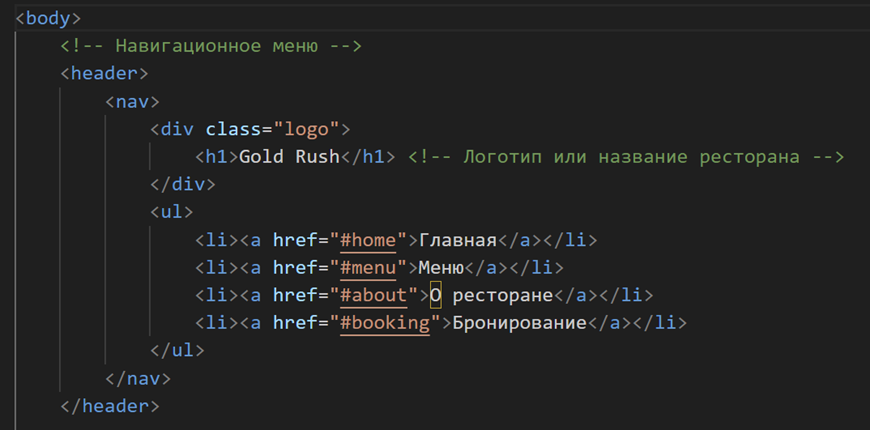 <body>
<!-- Навигационное меню -->
<header>
<nav>
<div class="logo">
<h1>Gold Rush</h1> <!-- Логотип или название ресторана -->
</div>
<ul>
<li><a href="#home">Главная</a></li>
<li><a href="#menu">Меню</a></li>
<li><a href="#about">О ресторане</a></li>
<li><a href="#booking">Бронирование</a></li>
</ul>
</nav>
</header>